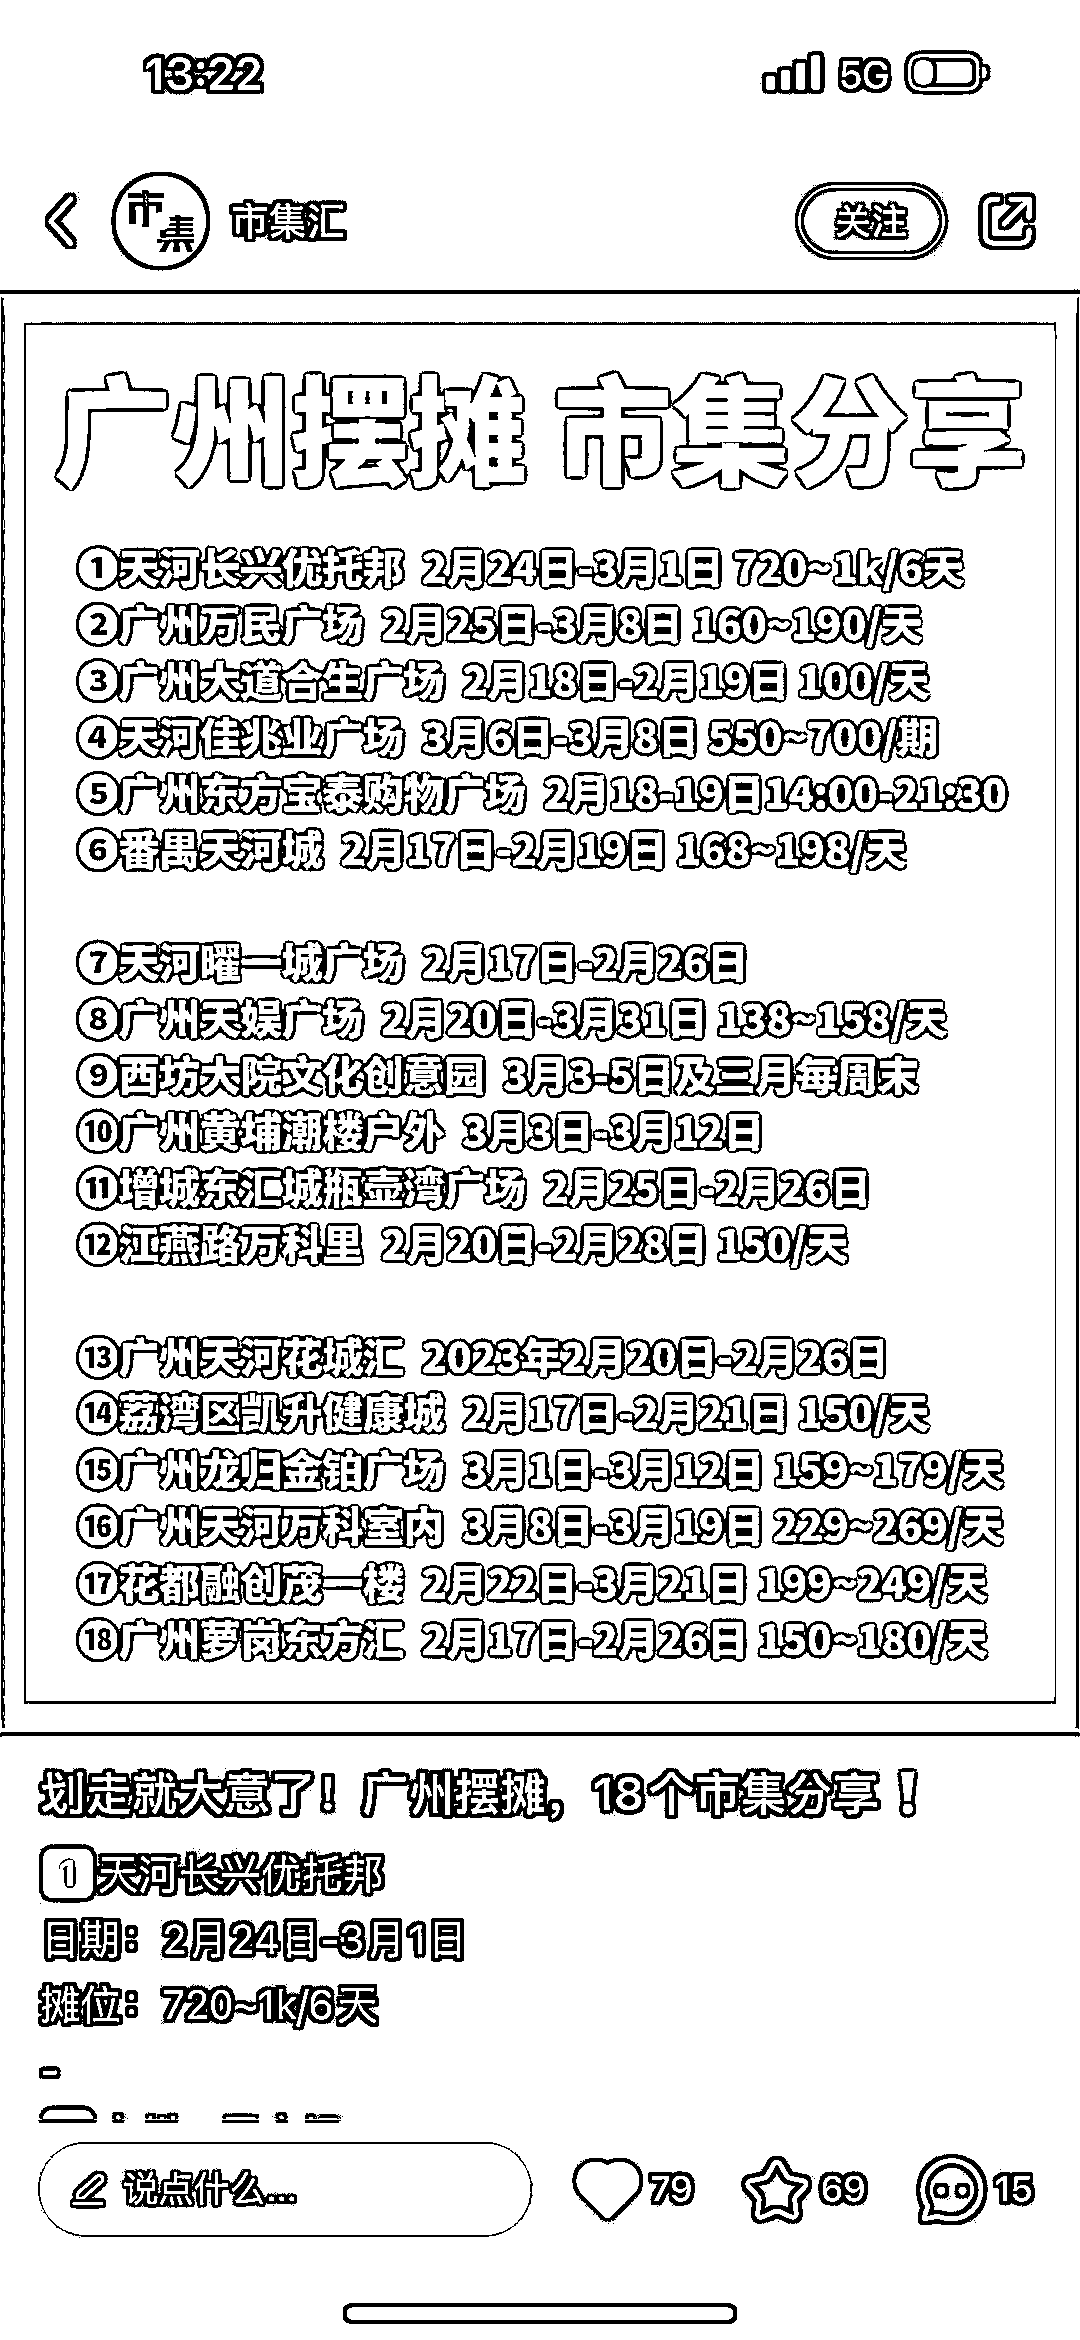 13:22 5G
市集 市集汇 关注
广州摆摊 市集分享
①天河长兴优托邦 2月24日-3月1日 720~1k/6天
②广州万民广场 2月25日-3月8日 160~190/天
③广州大道合生广场 2月18日-2月19日 100/天
④天河佳兆业广场 3月6日-3月8日 550~700/期
⑤广州东方宝泰购物广场 2月18-19日14:00-21:30
⑥番禺天河城 2月17日-2月19日 168~198/天
⑦天河曜一城广场 2月17日-2月26日
⑧广州天娱广场 2月20日-3月31日 138~158/天
⑨西坊大院文化创意园 3月3-5日及三月每周末
⑩广州黄埔潮楼户外 3月3日-3月12日
⑪增城东汇城瓶壶湾广场 2月25日-2月26日
⑫江燕路万科里 2月20日-2月28日 150/天
⑬广州天河花城汇 2023年2月20日-2月26日
⑭荔湾区凯升健康城 2月17日-2月21日 150/天
⑮广州龙归金铂广场 3月1日-3月12日 159~179/天
⑯广州天河万科室内 3月8日-3月19日 229~269/天
⑰花都融创茂一楼 2月22日-3月21日 199~249/天
⑱广州萝岗东方汇 2月17日-2月26日 150~180/天
划走就大意了！广州摆摊，18个市集分享❗
1️⃣天河长兴优托邦
日期：2月24日-3月1日
摊位：720~1k/6天
-
说点什么... 79 69 15